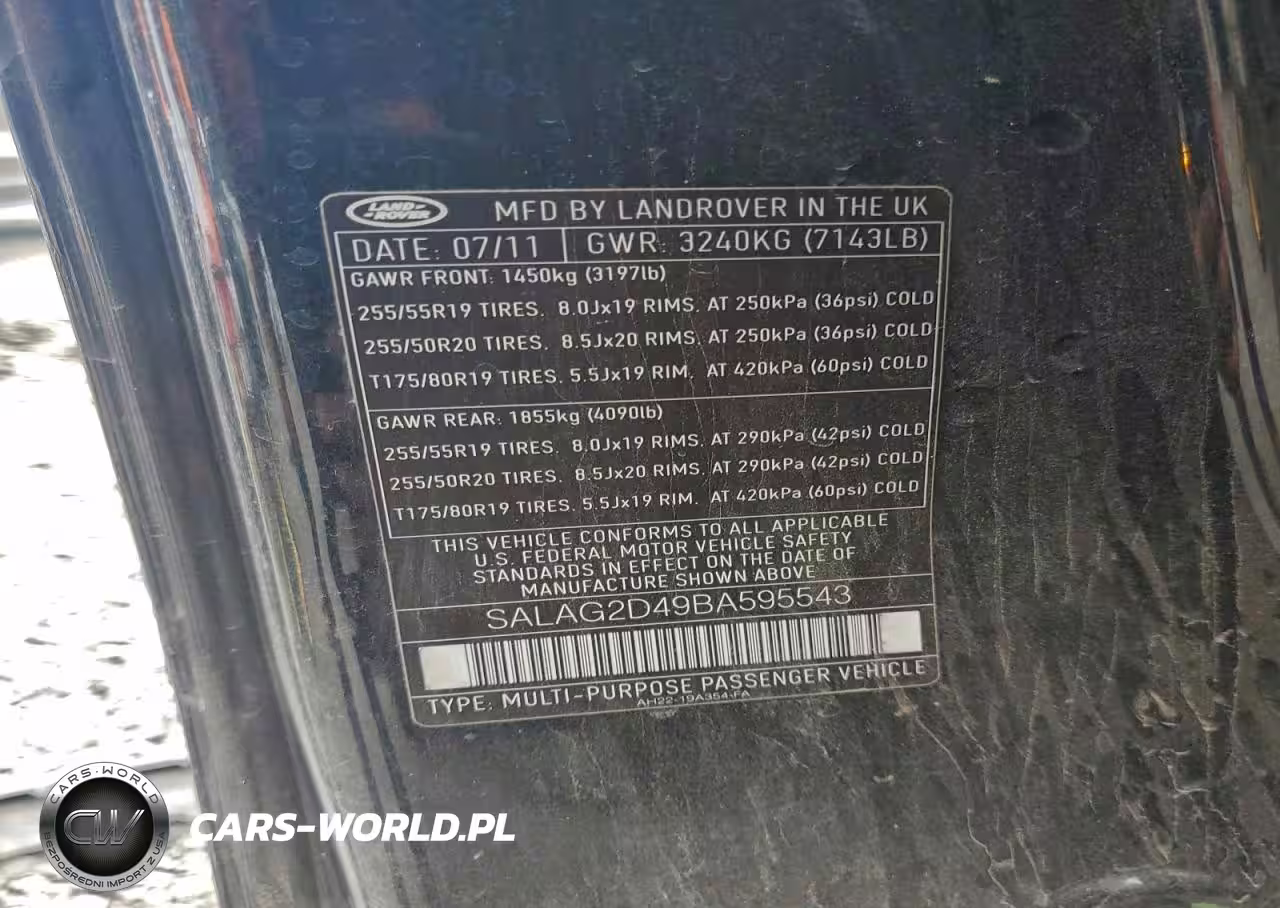 LAND-
-ROVER
MFD BY LANDROVER IN THE UK
DATE: 07/11 GWR: 3240KG (7143LB)
GAWR FRONT: 1450kg (3197lb)
255/55R19 TIRES. 8.0Jx19 RIMS. AT 250kPa (36psi) COLD
255/50R20 TIRES. 8.5Jx20 RIMS. AT 250kPa (36psi) COLD
T175/80R19 TIRES. 5.5Jx19 RIM. AT 420kPa (60psi) COLD
GAWR REAR: 1855kg (4090lb)
255/55R19 TIRES. 8.0Jx19 RIMS. AT 290kPa (42psi) COLD
255/50R20 TIRES. 8.5Jx20 RIMS. AT 290kPa (42psi) COLD
T175/80R19 TIRES. 5.5Jx19 RIM. AT 420kPa (60psi) COLD
THIS VEHICLE CONFORMS TO ALL APPLICABLE
U.S. FEDERAL MOTOR VEHICLE SAFETY
STANDARDS IN EFFECT ON THE DATE OF
MANUFACTURE SHOWN ABOVE
SALAG2D49BA595543
TYPE: MULTI-PURPOSE PASSENGER VEHICLE
AH22-19A354-FA
CARS-WORLD
CW
BEZPOŚREDNI IMPORT Z USA
CARS-WORLD.PL